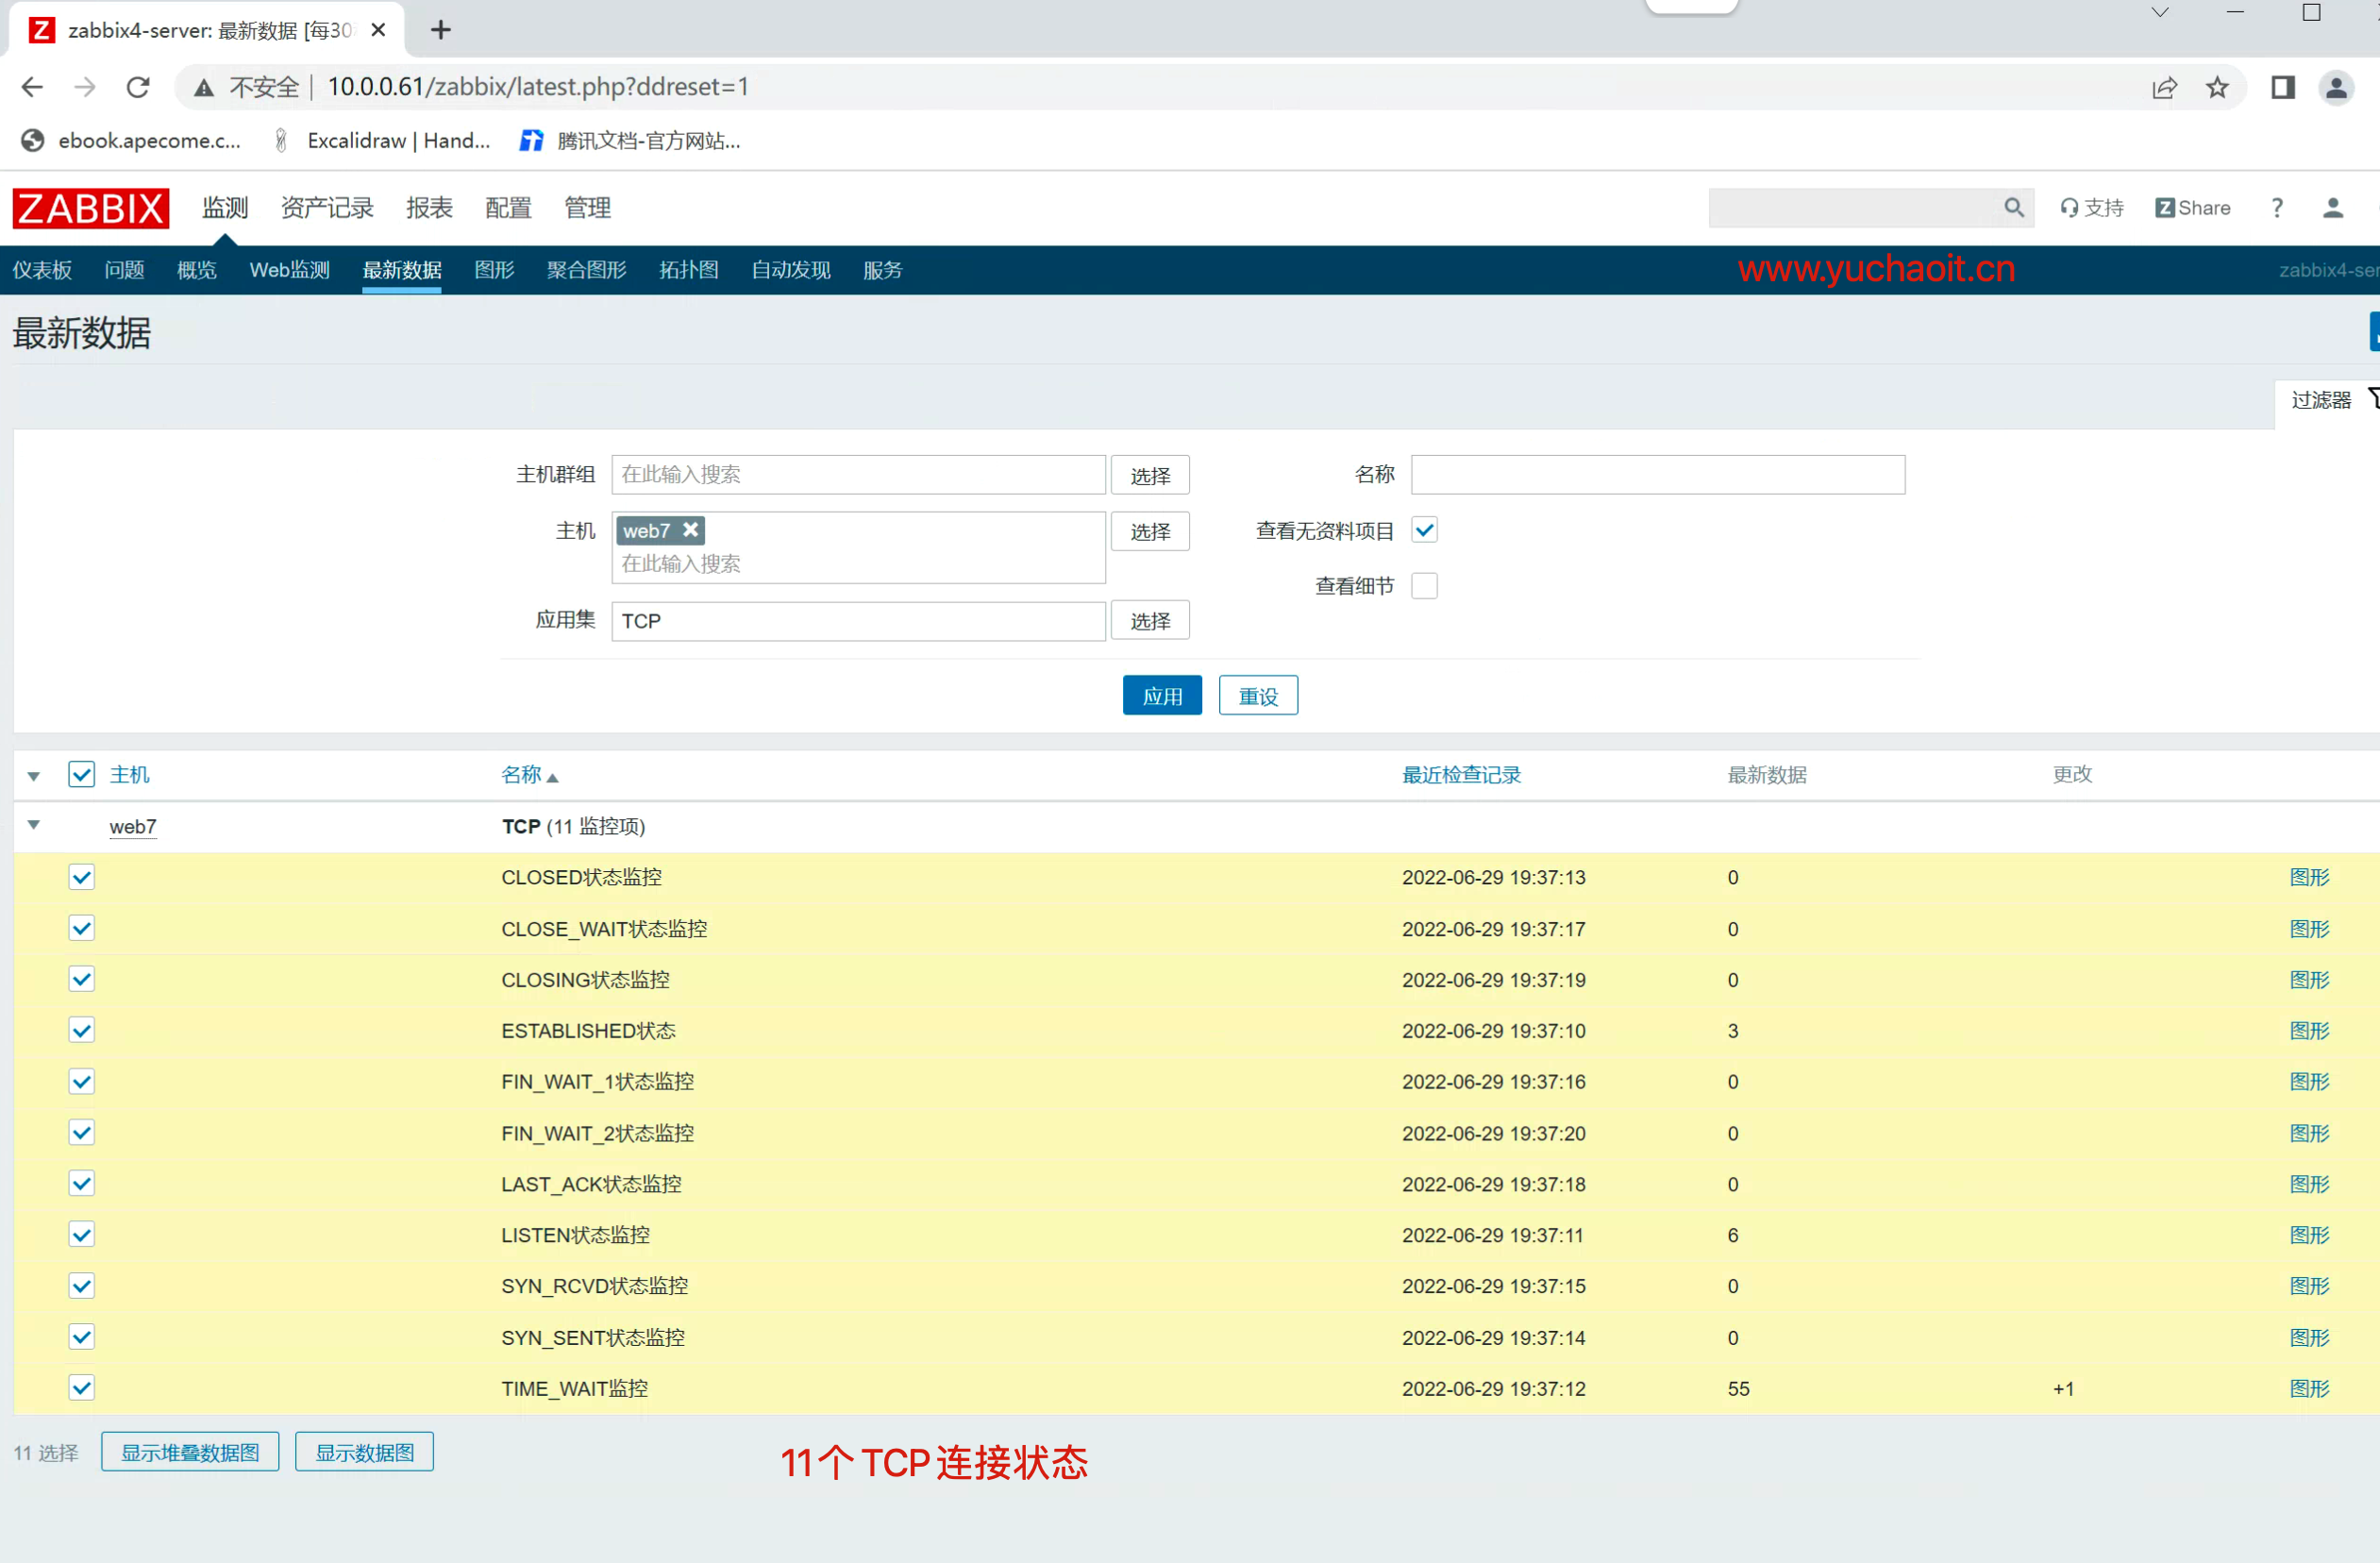 zabbix4-server: 最新数据 [每30
不安全 | 10.0.0.61/zabbix/latest.php?ddreset=1
ebook.apecome.c... Excalidraw | Hand... 腾讯文档-官方网站...
ZABBIX 监测 资产记录 报表 配置 管理 支持 Z Share ?
仪表板 问题 概览 Web监测 最新数据 图形 聚合图形 拓扑图 自动发现 服务 www.yuchaoit.cn zabbix4-ser
最新数据
过滤器
主机群组 在此输入搜索 选择 名称
主机 web7 选择 查看无资料项目
在此输入搜索
查看细节
应用集 TCP 选择
应用 重设
主机 名称 最近检查记录 最新数据 更改
web7 TCP (11 监控项)
CLOSED状态监控 2022-06-29 19:37:13 0 图形
CLOSE_WAIT状态监控 2022-06-29 19:37:17 0 图形
CLOSING状态监控 2022-06-29 19:37:19 0 图形
ESTABLISHED状态 2022-06-29 19:37:10 3 图形
FIN_WAIT_1状态监控 2022-06-29 19:37:16 0 图形
FIN_WAIT_2状态监控 2022-06-29 19:37:20 0 图形
LAST_ACK状态监控 2022-06-29 19:37:18 0 图形
LISTEN状态监控 2022-06-29 19:37:11 6 图形
SYN_RCVD状态监控 2022-06-29 19:37:15 0 图形
SYN_SENT状态监控 2022-06-29 19:37:14 0 图形
TIME_WAIT监控 2022-06-29 19:37:12 55 +1 图形
11 选择 显示堆叠数据图 显示数据图 11个TCP连接状态